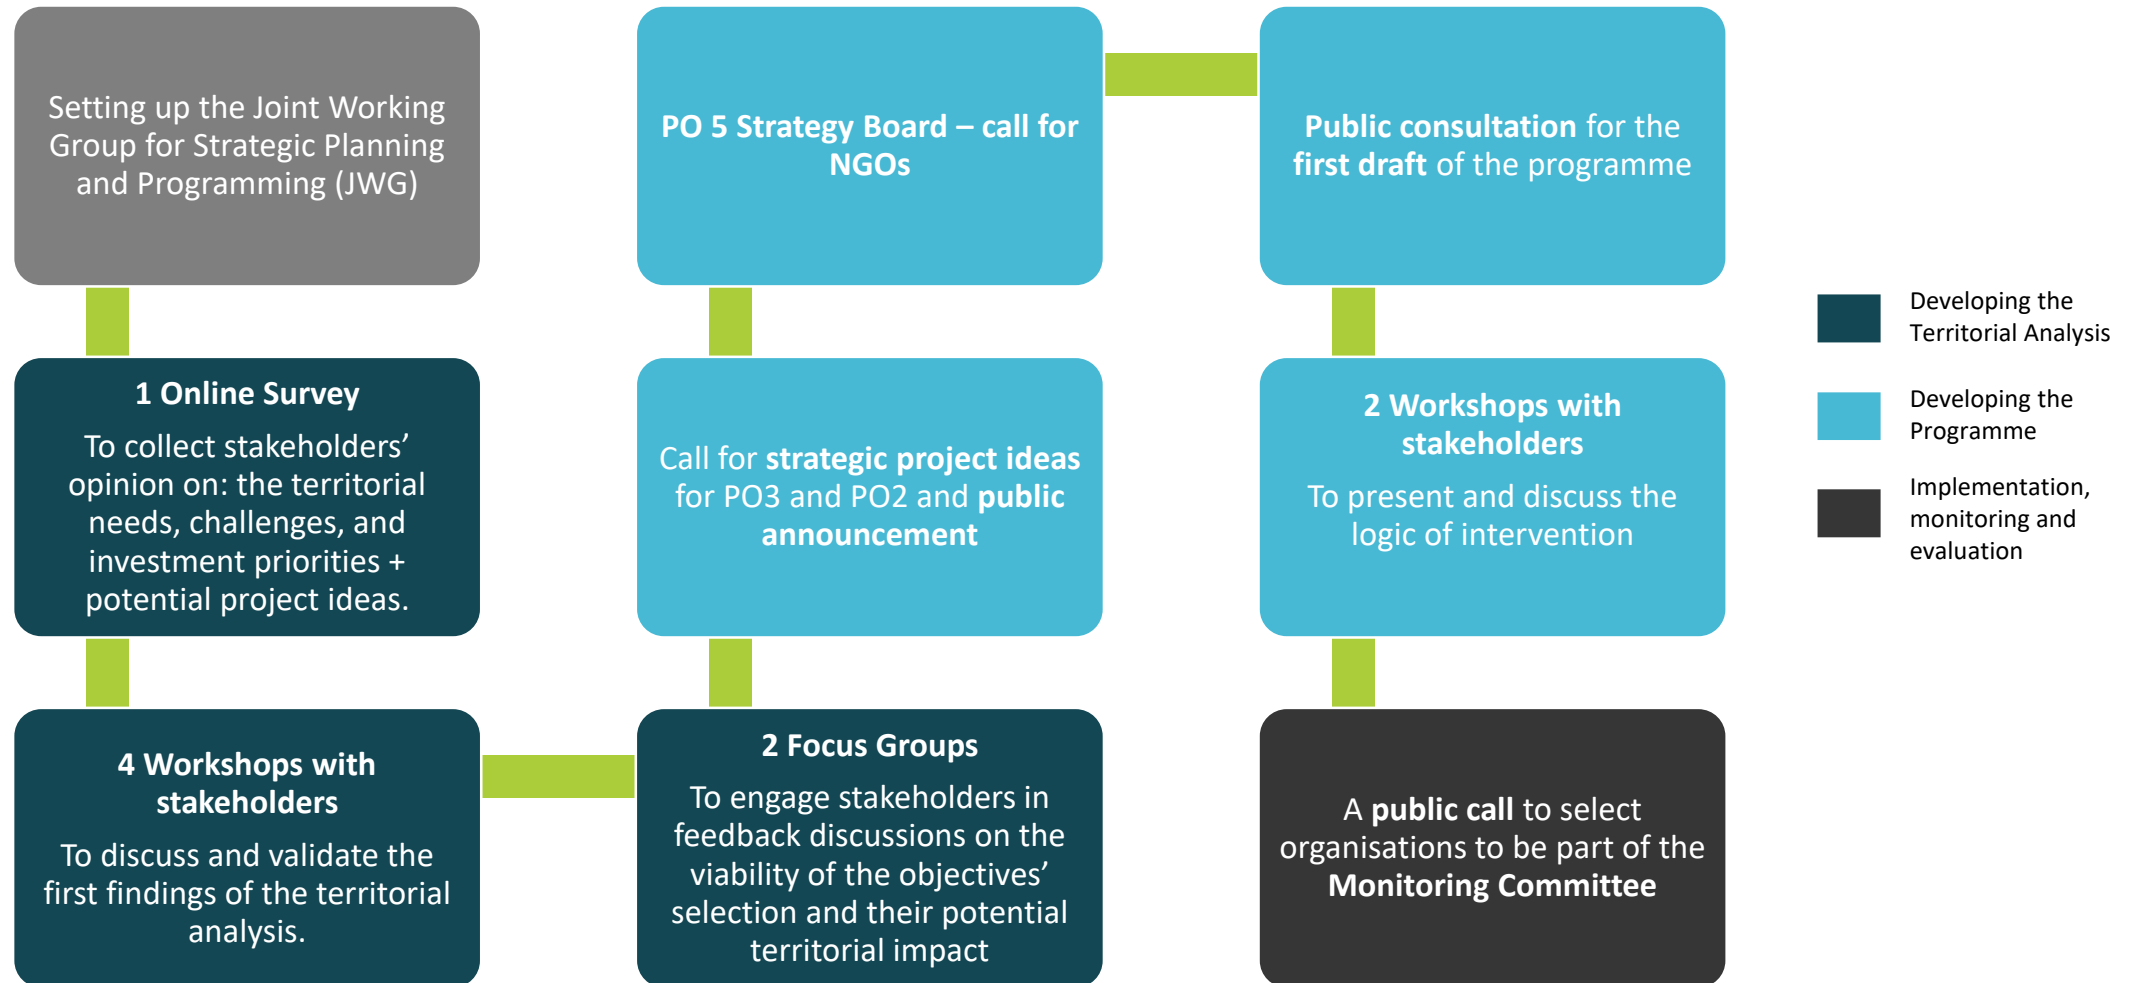 Setting up the Joint Working
Group for Strategic Planning
and Programming (JWG)
1 Online Survey
To collect stakeholders’
opinion on: the territorial
needs, challenges, and
investment priorities +
potential project ideas.
4 Workshops with
stakeholders
To discuss and validate the
first findings of the territorial
analysis.
2 Focus Groups
To engage stakeholders in
feedback discussions on the
viability of the objectives’
selection and their potential
territorial impact
Call for strategic project ideas
for PO3 and PO2 and public
announcement
PO 5 Strategy Board – call for
NGOs
Public consultation for the
first draft of the programme
2 Workshops with
stakeholders
To present and discuss the
logic of intervention
A public call to select
organisations to be part of the
Monitoring Committee
Developing the
Territorial Analysis
Developing the
Programme
Implementation,
monitoring and
evaluation